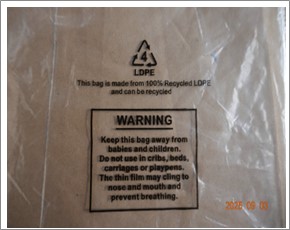 4
LDPE
This bag is made from 100% Recycled LDPE
and can be recycled
WARNING
Keep this bag away from
babies and children.
Do not use in cribs, beds,
carriages or playpens.
The thin film may cling to
nose and mouth and
prevent breathing.